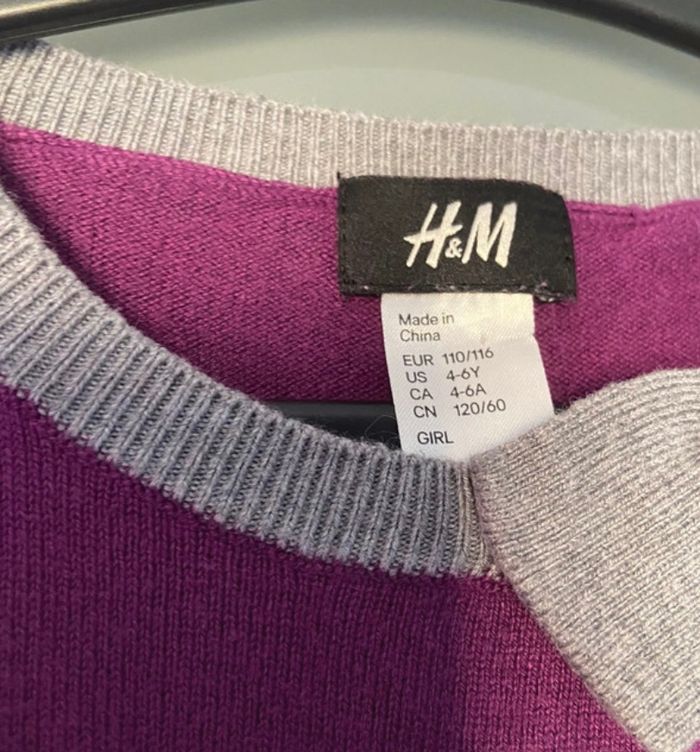 H&M
Made in
China
EUR 110/116
US 4-6Y
CA 4-6A
CN 120/60
GIRL